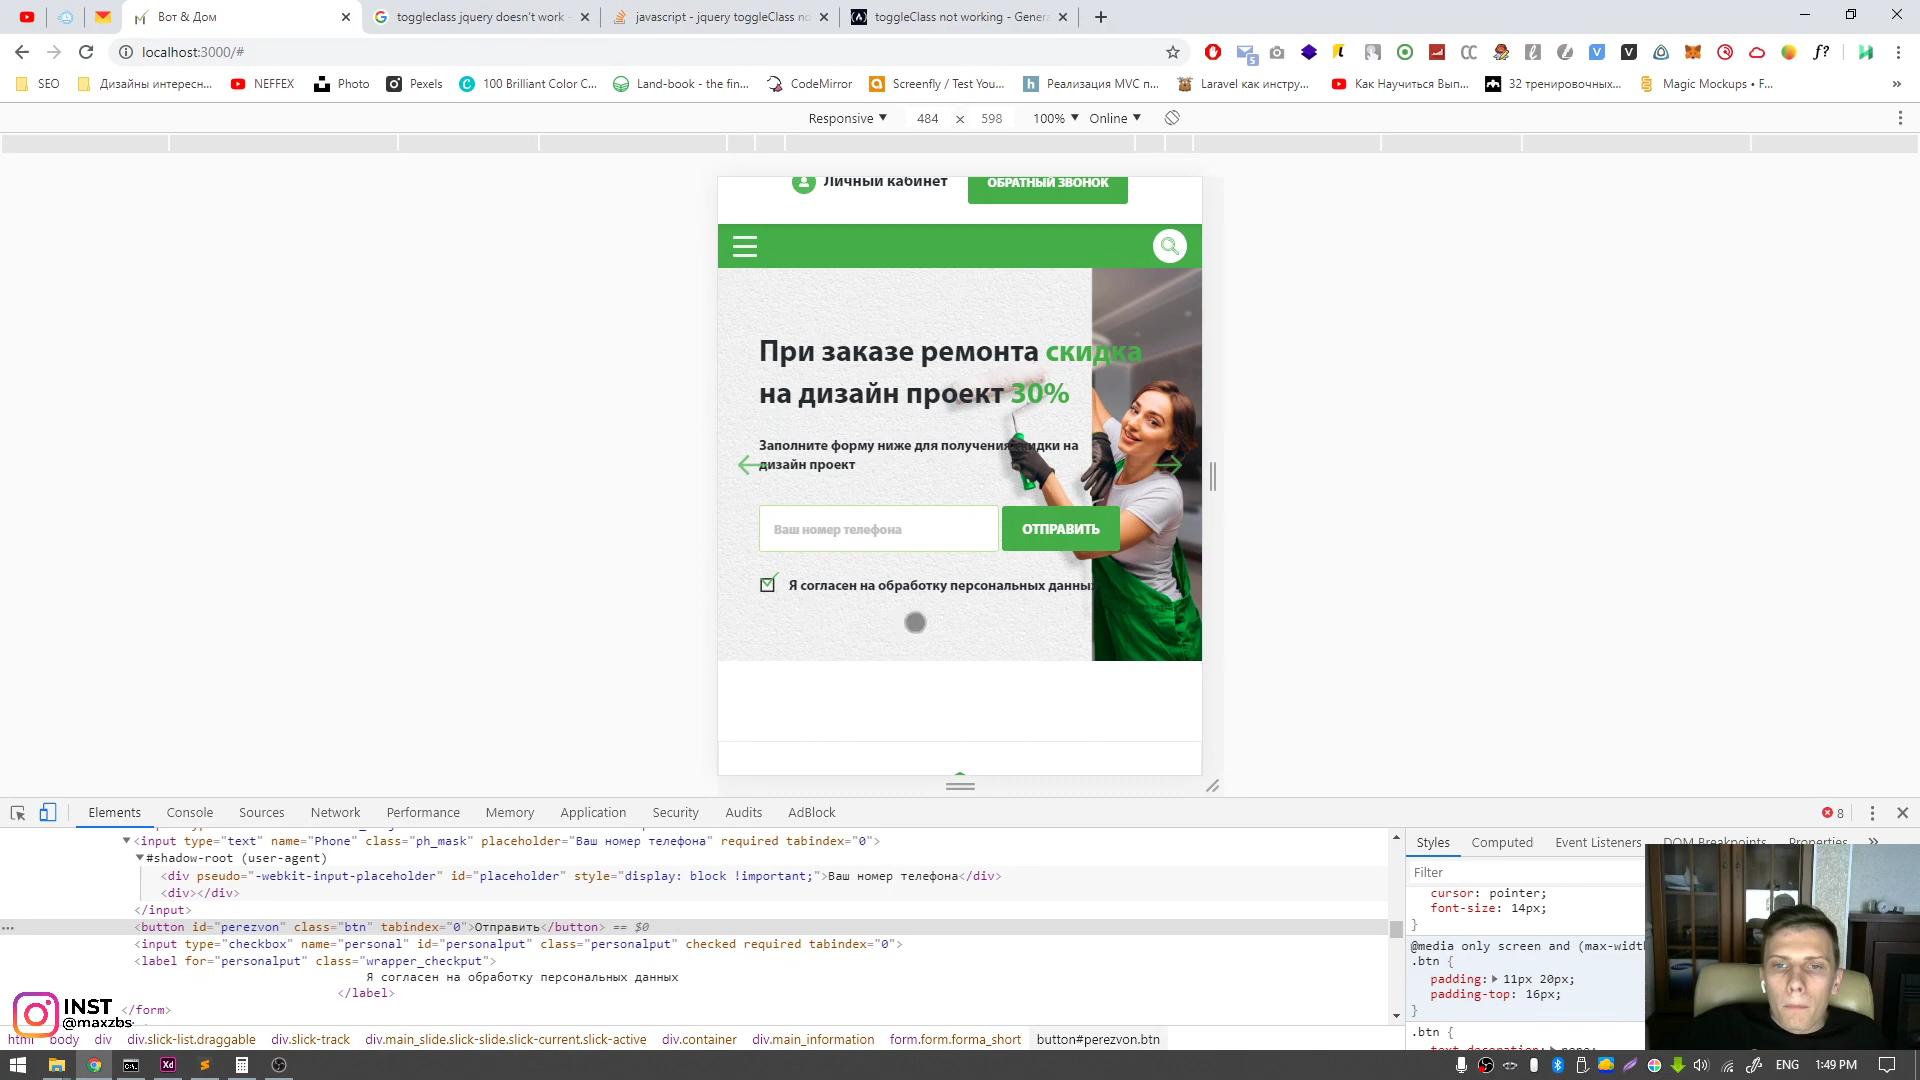 Вот & Дом
toggleclass jquery doesn't work -
javascript - jquery toggleClass no
toggleClass not working - Genera
localhost:3000/#
5
f?
SEO
Дизайны интересн...
NEFFEX
Photo
Pexels
100 Brilliant Color C...
Land-book - the fin...
CodeMirror
Screenfly / Test You...
Реализация MVC п...
Laravel как инстру...
Как Научиться Вып...
32 тренировочных...
Magic Mockups • F...
Responsive
484 × 598
100%
Online
Личный кабинет
ОБРАТНЫЙ ЗВОНОК
При заказе ремонта скидка
на дизайн проект 30%
Заполните форму ниже для получения скидки на
дизайн проект
Ваш номер телефона
ОТПРАВИТЬ
Я согласен на обработку персональных данных
Elements
Console
Sources
Network
Performance
Memory
Application
Security
Audits
AdBlock
8
<input type="text" name="Phone" class="ph_mask" placeholder="Ваш номер телефона" required tabindex="0">
#shadow-root (user-agent)
<div pseudo="-webkit-input-placeholder" id="placeholder" style="display: block !important;">Ваш номер телефона</div>
<div></div>
</input>
<button id="perezvon" class="btn" tabindex="0">Отправить</button> == $0
<input type="checkbox" name="personal" id="personalput" class="personalput" checked required tabindex="0">
<label for="personalput" class="wrapper_checkput">
Я согласен на обработку персональных данных
</label>
</form>
Styles
Computed
Event Listeners
DOM Breakpoints
Properties
Filter
cursor: pointer;
font-size: 14px;
}
@media only screen and (max-width
.btn {
padding: 11px 20px;
padding-top: 16px;
}
.btn {
text-decoration: none;
INST
@maxzbs
html
body
div
div.slick-list.draggable
div.slick-track
div.main_slide.slick-slide.slick-current.slick-active
div.container
div.main_information
form.form.forma_short
button#perezvon.btn
Xd
ENG
1:49 PM